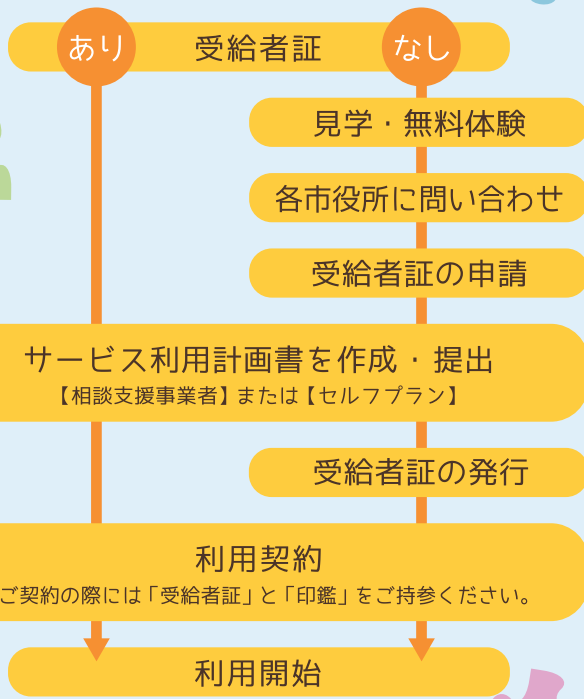 あり 受給者証 なし
見学・無料体験
各市役所に問い合わせ
受給者証の申請
サービス利用計画書を作成・提出
【相談支援事業者】または【セルフプラン】
受給者証の発行
利用契約
ご契約の際には「受給者証」と「印鑑」をご持参ください。
利用開始